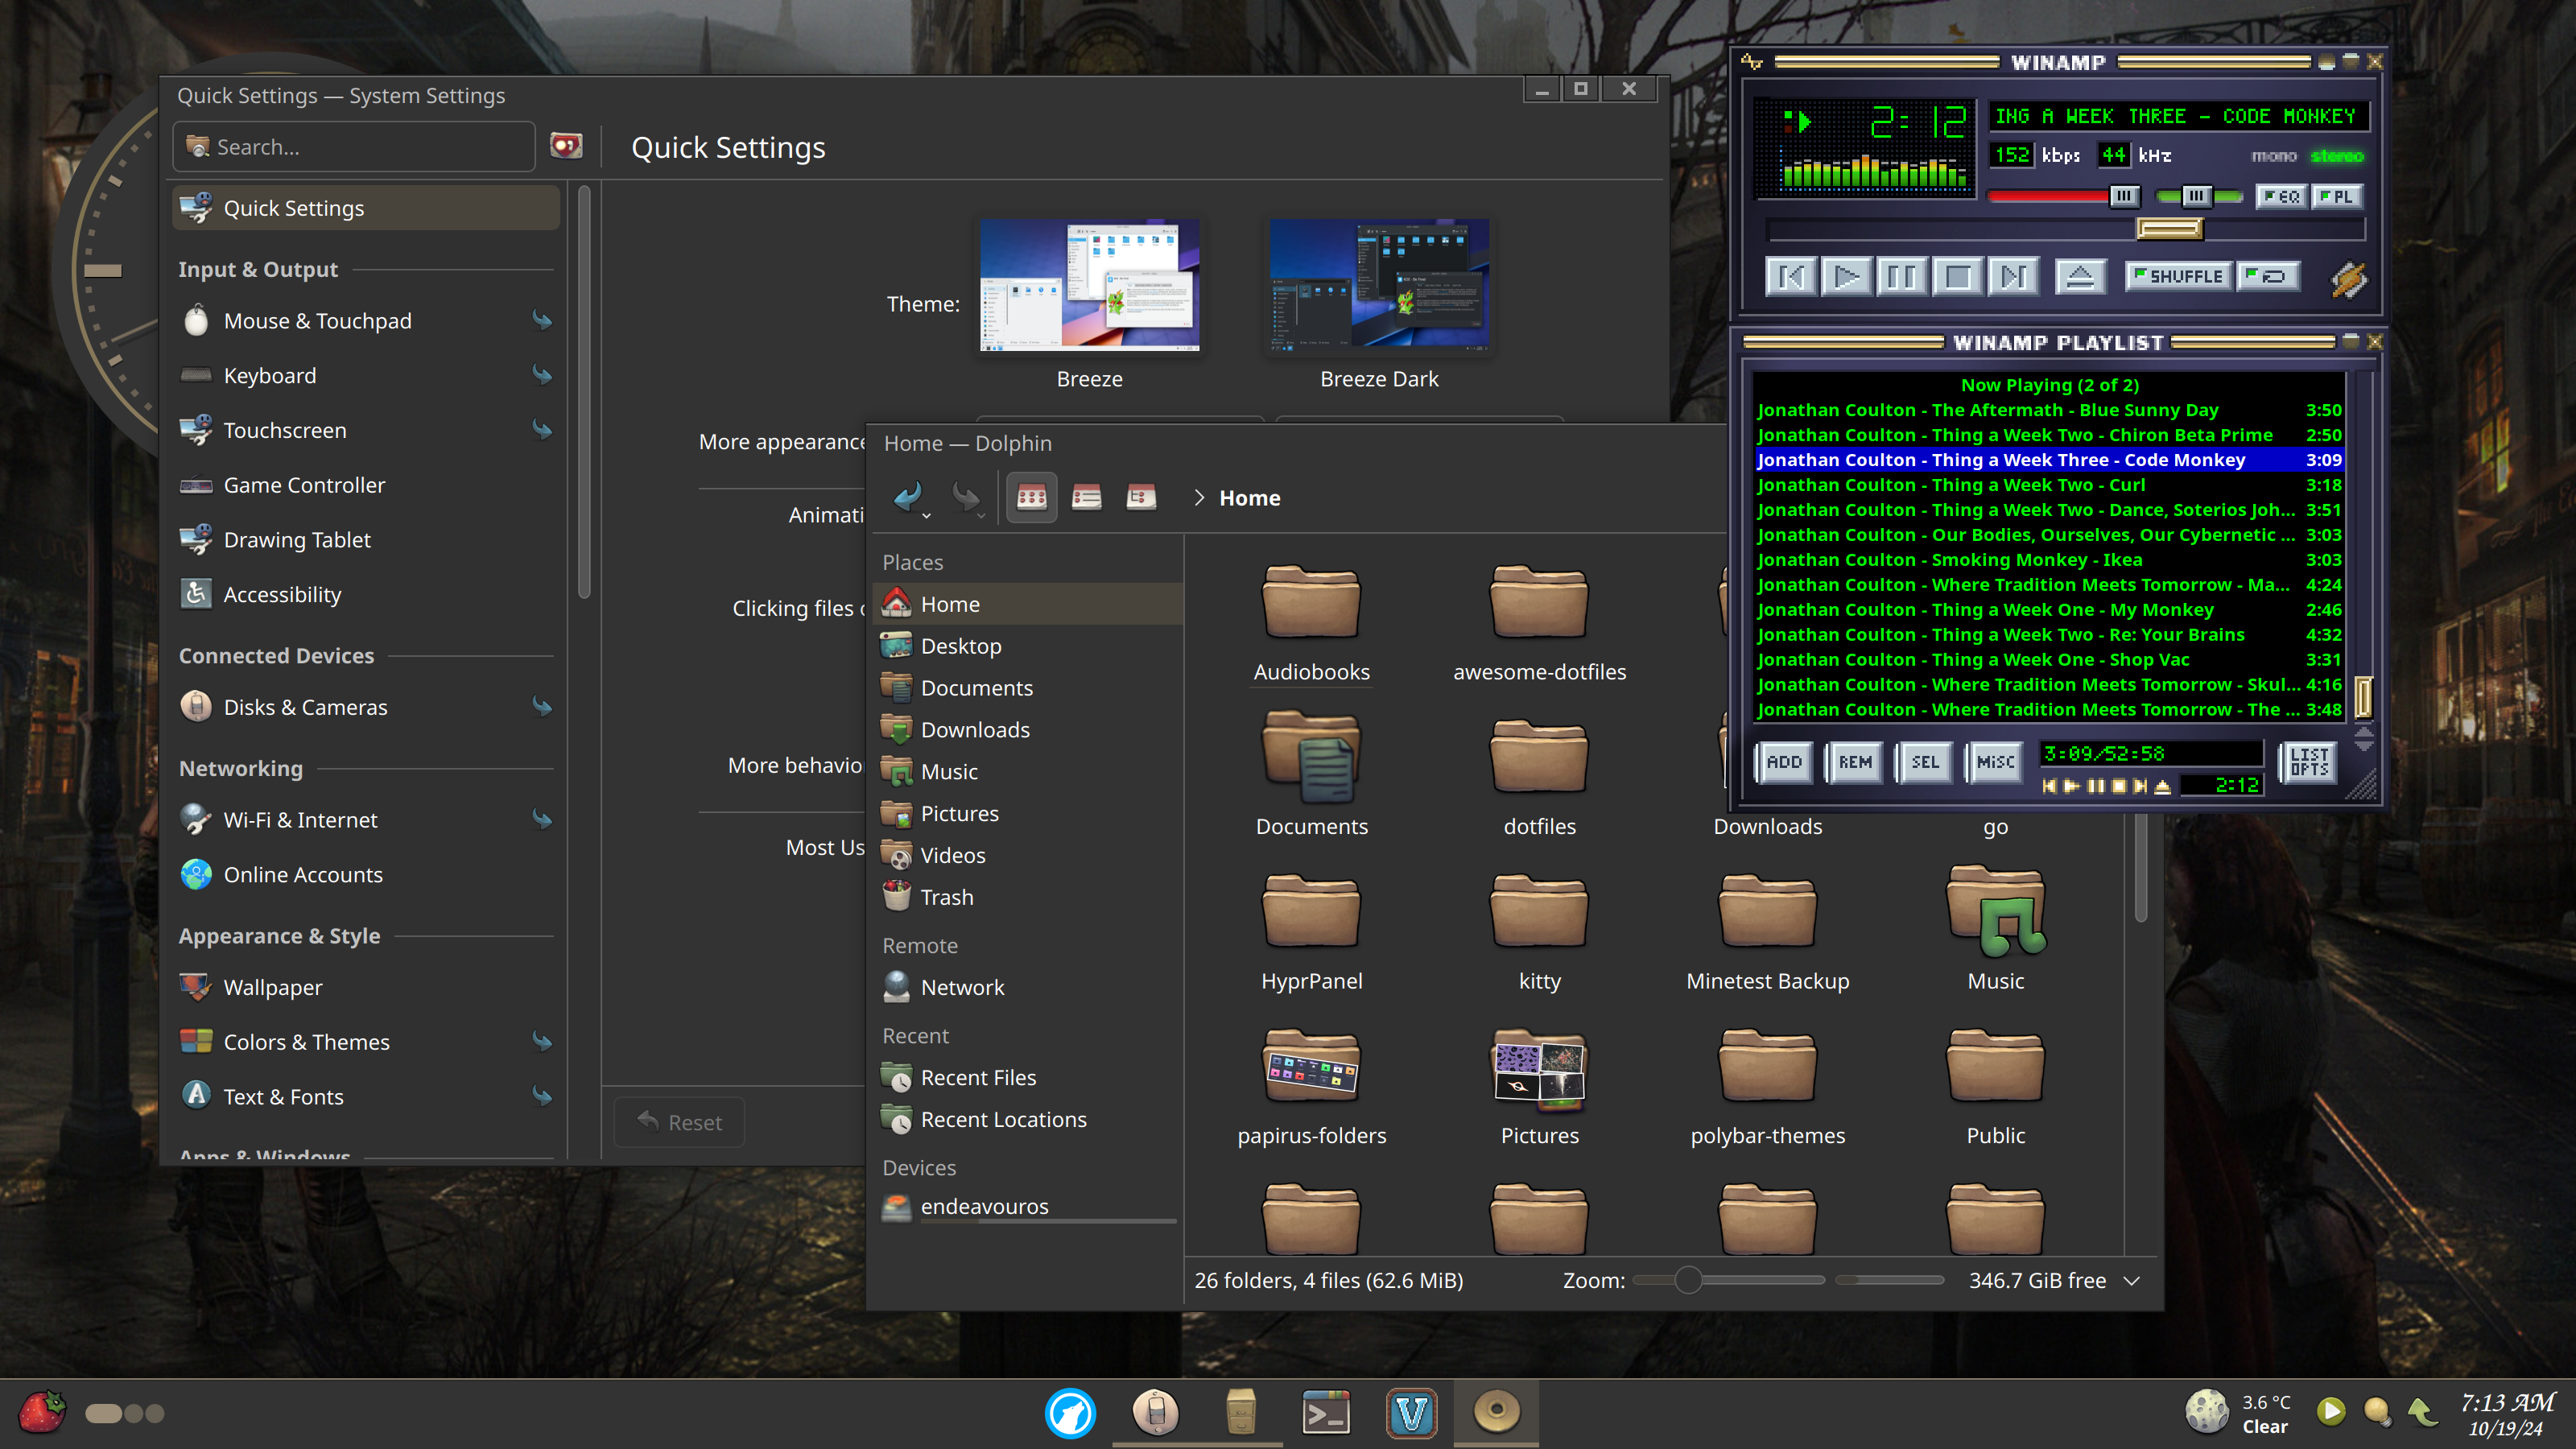 Quick Settings — System Settings
Search...
Quick Settings
Quick Settings
Input & Output
Mouse & Touchpad
Keyboard
Touchscreen
Game Controller
Drawing Tablet
Accessibility
Connected Devices
Disks & Cameras
Networking
Wi-Fi & Internet
Online Accounts
Appearance & Style
Wallpaper
Colors & Themes
Text & Fonts
Apps & Windows
Theme:
Breeze
Breeze Dark
More appearance
Animati
Clicking files o
More behavio
Most Us
Reset
Home — Dolphin
Home
Places
Home
Desktop
Documents
Downloads
Music
Pictures
Videos
Trash
Remote
Network
Recent
Recent Files
Recent Locations
Devices
endeavouros
Audiobooks
awesome-dotfiles
Documents
dotfiles
Downloads
go
HyprPanel
kitty
Minetest Backup
Music
papirus-folders
Pictures
polybar-themes
Public
26 folders, 4 files (62.6 MiB)
Zoom:
346.7 GiB free
WINAMP
2:12
ING A WEEK THREE - CODE MONKEY
152 kbps 44 kHz
mono stereo
EQ PL
SHUFFLE
WINAMP PLAYLIST
Now Playing (2 of 2)
Jonathan Coulton - The Aftermath - Blue Sunny Day 3:50
Jonathan Coulton - Thing a Week Two - Chiron Beta Prime 2:50
Jonathan Coulton - Thing a Week Three - Code Monkey 3:09
Jonathan Coulton - Thing a Week Two - Curl 3:18
Jonathan Coulton - Thing a Week Two - Dance, Soterios Joh... 3:51
Jonathan Coulton - Our Bodies, Ourselves, Our Cybernetic ... 3:03
Jonathan Coulton - Smoking Monkey - Ikea 3:03
Jonathan Coulton - Where Tradition Meets Tomorrow - Ma... 4:24
Jonathan Coulton - Thing a Week One - My Monkey 2:46
Jonathan Coulton - Thing a Week Two - Re: Your Brains 4:32
Jonathan Coulton - Thing a Week One - Shop Vac 3:31
Jonathan Coulton - Where Tradition Meets Tomorrow - Skul... 4:16
Jonathan Coulton - Where Tradition Meets Tomorrow - The ... 3:48
ADD REM SEL MISC
3:09/52:58
2:12
LIST
OPTS
3.6 °C
Clear
7:13 AM
10/19/24